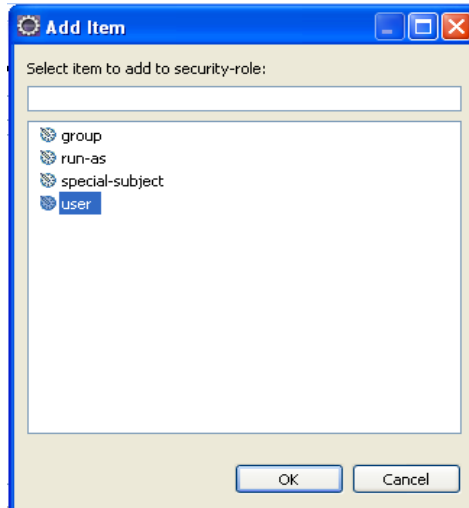 Add Item
Select item to add to security-role:
group
run-as
special-subject
user
OK Cancel